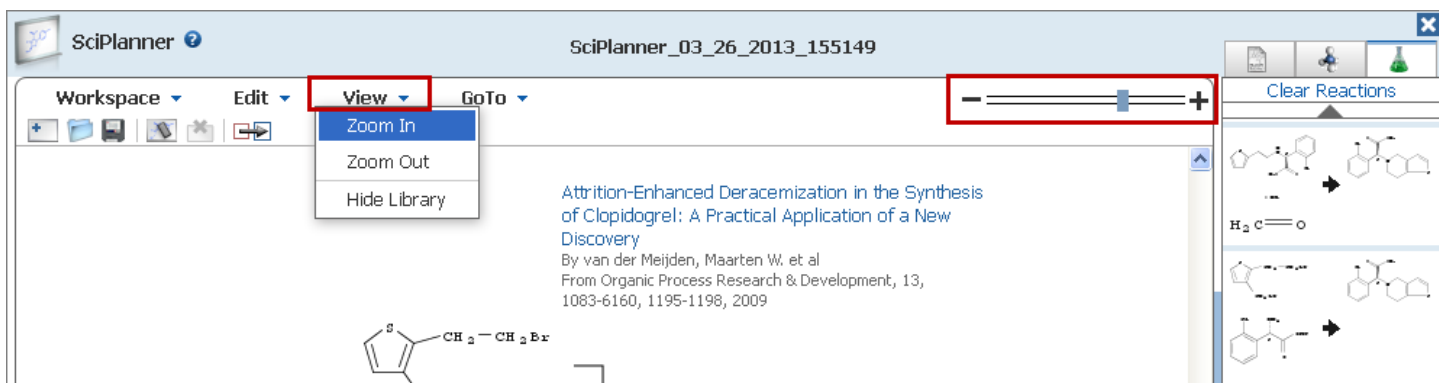 SciPlanner
SciPlanner_03_26_2013_155149
Workspace Edit View GoTo
Clear Reactions
Zoom In
Zoom Out
Hide Library
Attrition-Enhanced Deracemization in the Synthesis
of Clopidogrel: A Practical Application of a New
Discovery
By van der Meijden, Maarten W. et al
From Organic Process Research & Development, 13,
1083-6160, 1195-1198, 2009
S
CH2-CH2Br
H2C O